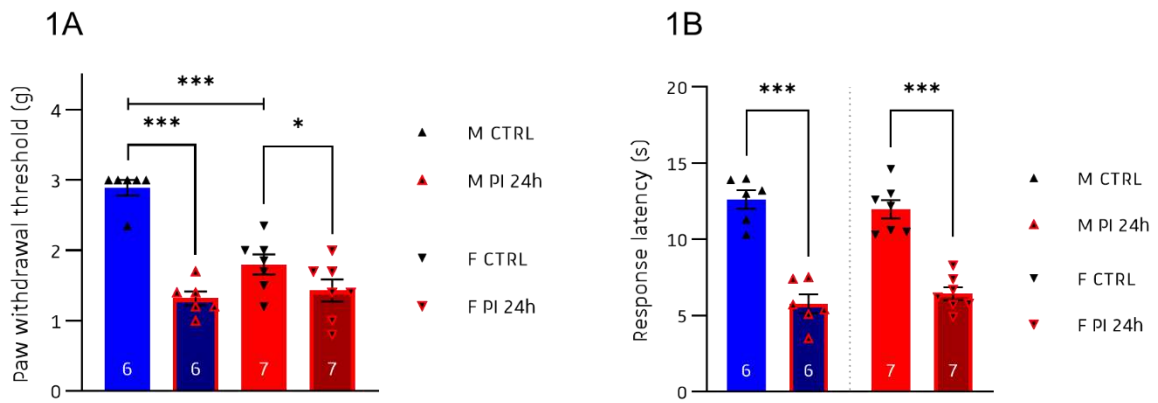 1A
Paw withdrawal threshold (g)
4
3
2
1
0
***
***
*
6
6
7
7
M CTRL
M PI 24h
F CTRL
F PI 24h
1B
Response latency (s)
20
15
10
5
0
***
***
6
6
7
7
M CTRL
M PI 24h
F CTRL
F PI 24h